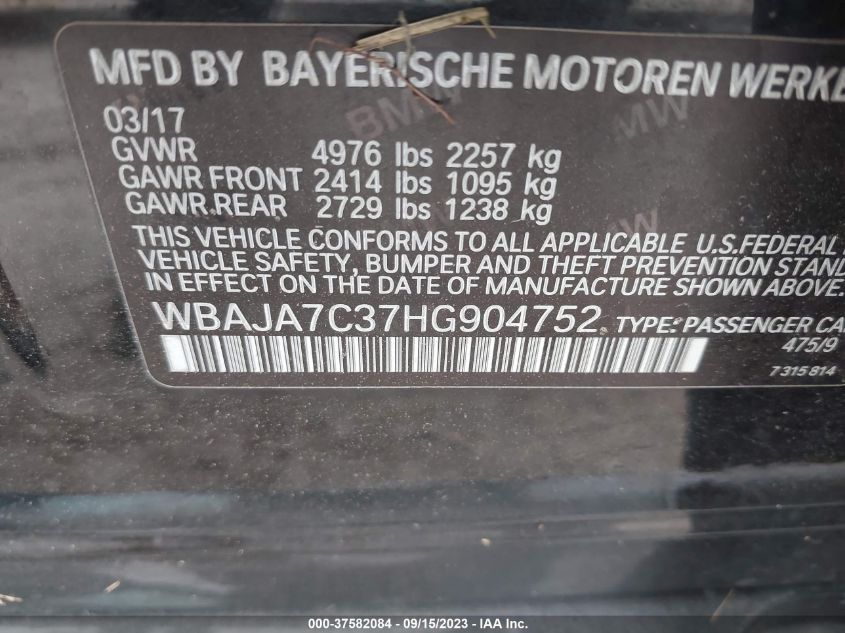 MFD BY BAYERISCHE MOTOREN WERKE
03/17
GVWR 4976 lbs 2257 kg
GAWR FRONT 2414 lbs 1095 kg
GAWR REAR 2729 lbs 1238 kg
THIS VEHICLE CONFORMS TO ALL APPLICABLE U.S.FEDERAL
VEHICLE SAFETY, BUMPER AND THEFT PREVENTION STAND
IN EFFECT ON THE DATE OF MANUFACTURE SHOWN ABOVE.
WBAJA7C37HG904752 TYPE: PASSENGER CA
475/9
7 315 814
BMW
MW
MW
000-37582084 - 09/15/2023 - IAA Inc.